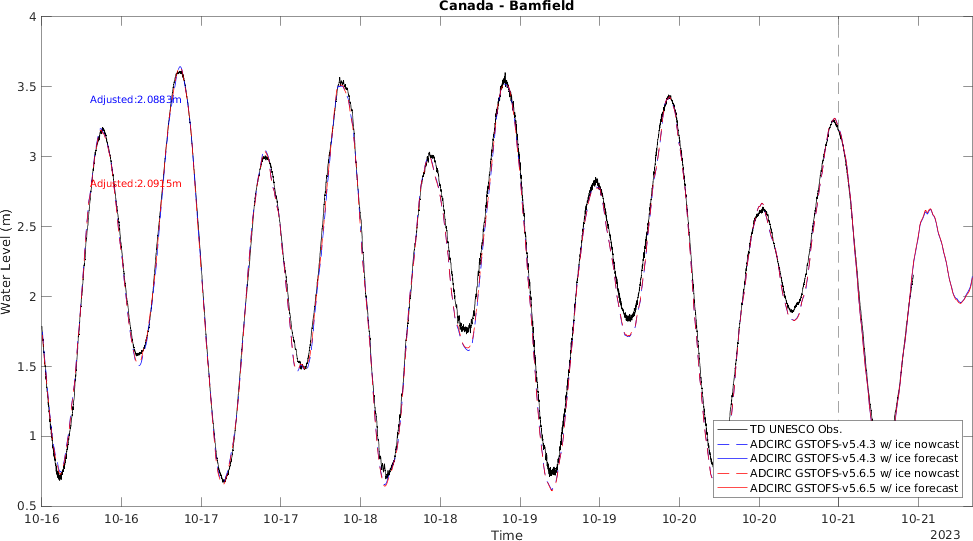 Canada - Bamfield
4
3.5
3
2.5
2
1.5
1
0.5
Water Level (m)
Adjusted:2.0883m
Adjusted:2.0915m
TD UNESCO Obs.
ADCIRC GSTOFS-v5.4.3 w/ ice nowcast
ADCIRC GSTOFS-v5.4.3 w/ ice forecast
ADCIRC GSTOFS-v5.6.5 w/ ice nowcast
ADCIRC GSTOFS-v5.6.5 w/ ice forecast
10-16 10-16 10-17 10-17 10-18 10-18 10-19 10-19 10-20 10-20 10-21 10-21
2023
Time